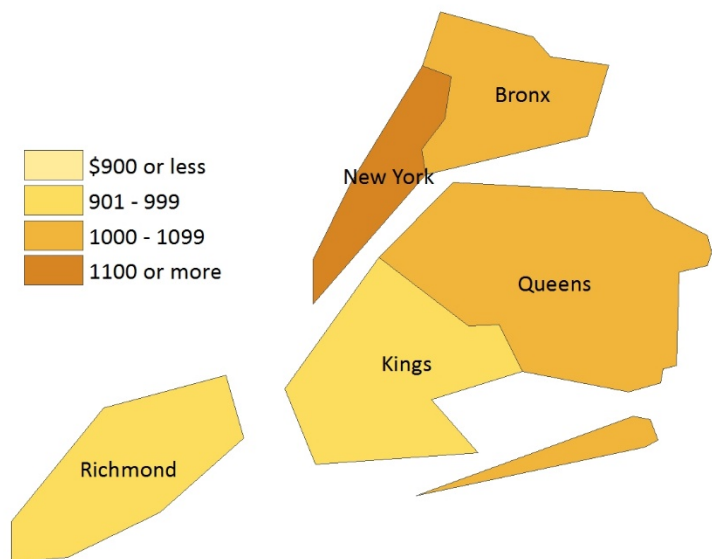 Bronx
$900 or less
901 - 999
1000 - 1099
1100 or more
New York
Queens
Kings
Richmond